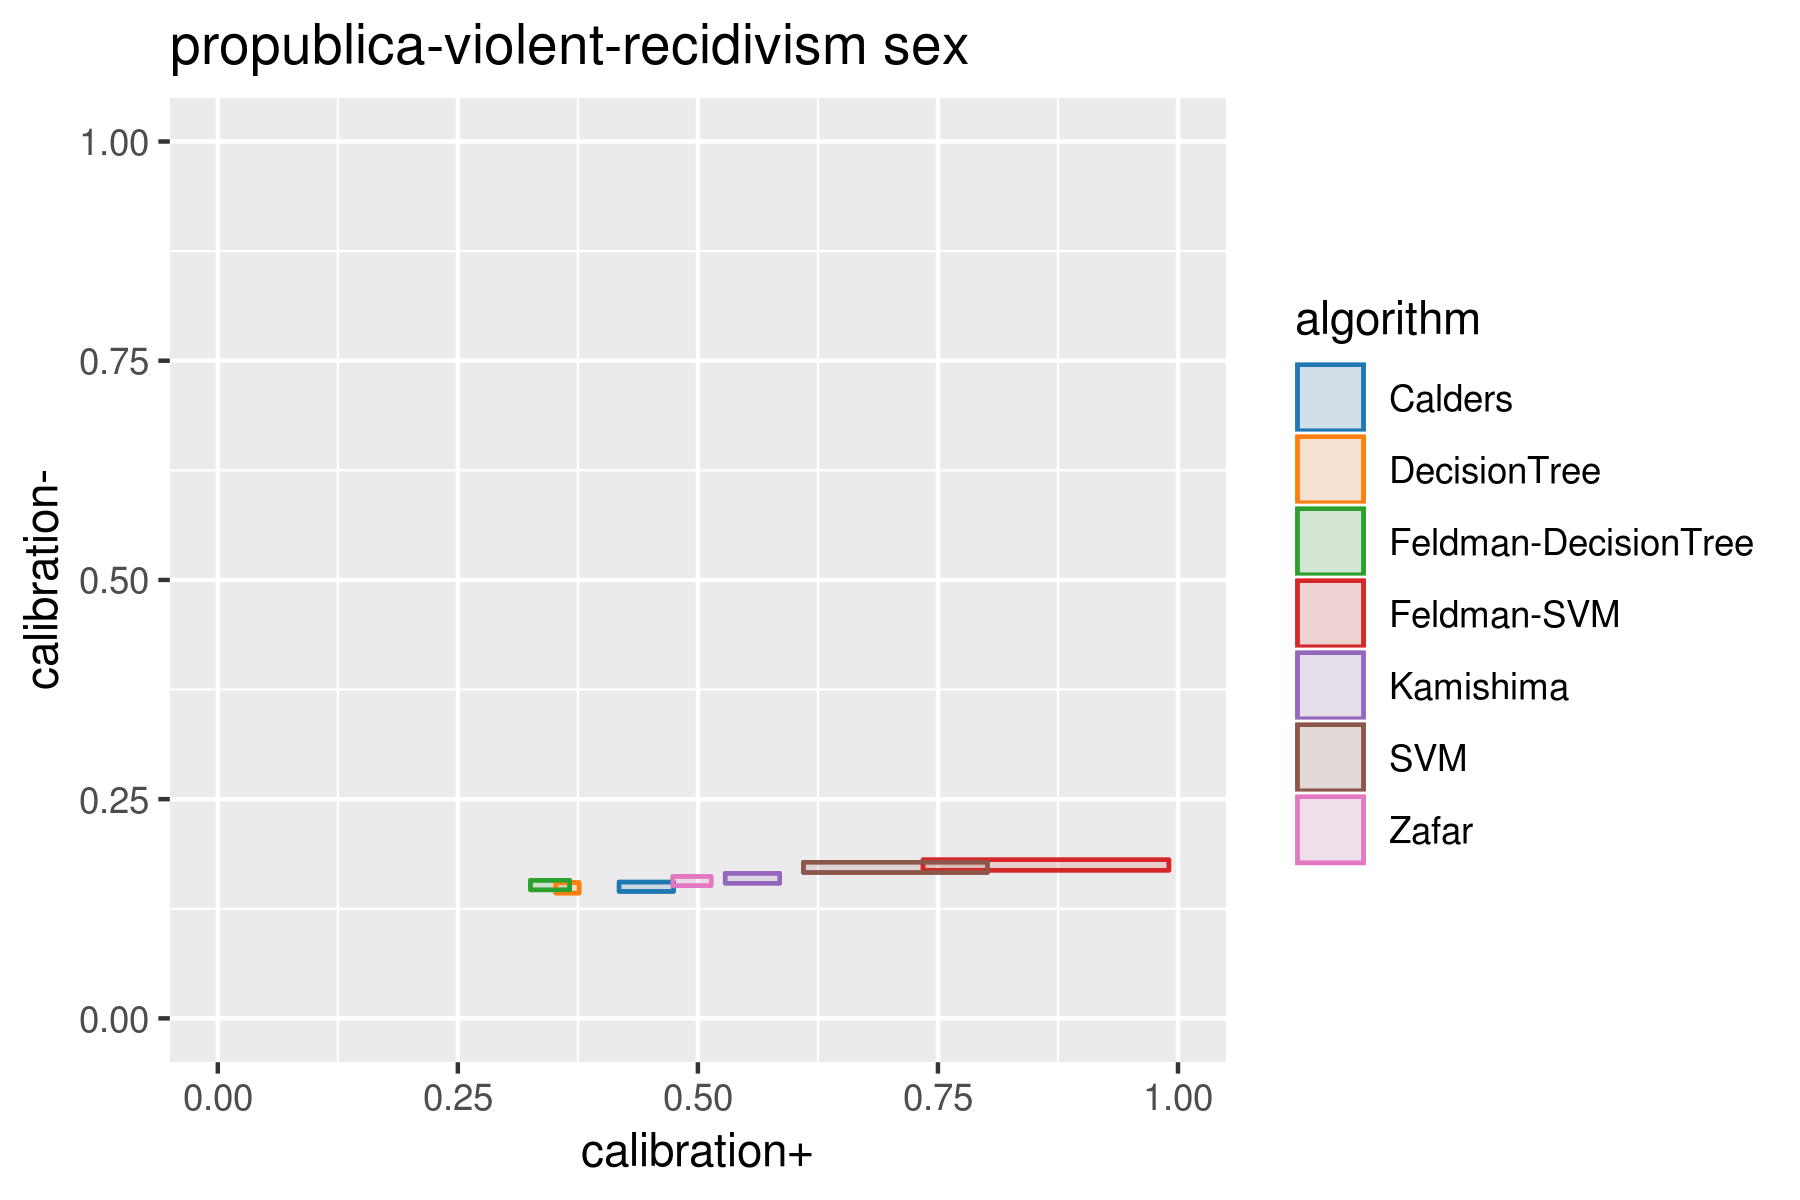 propublica-violent-recidivism sex
1.00
0.75
0.50
0.25
0.00
calibration-
0.00 0.25 0.50 0.75 1.00
calibration+
algorithm
Calders
DecisionTree
Feldman-DecisionTree
Feldman-SVM
Kamishima
SVM
Zafar